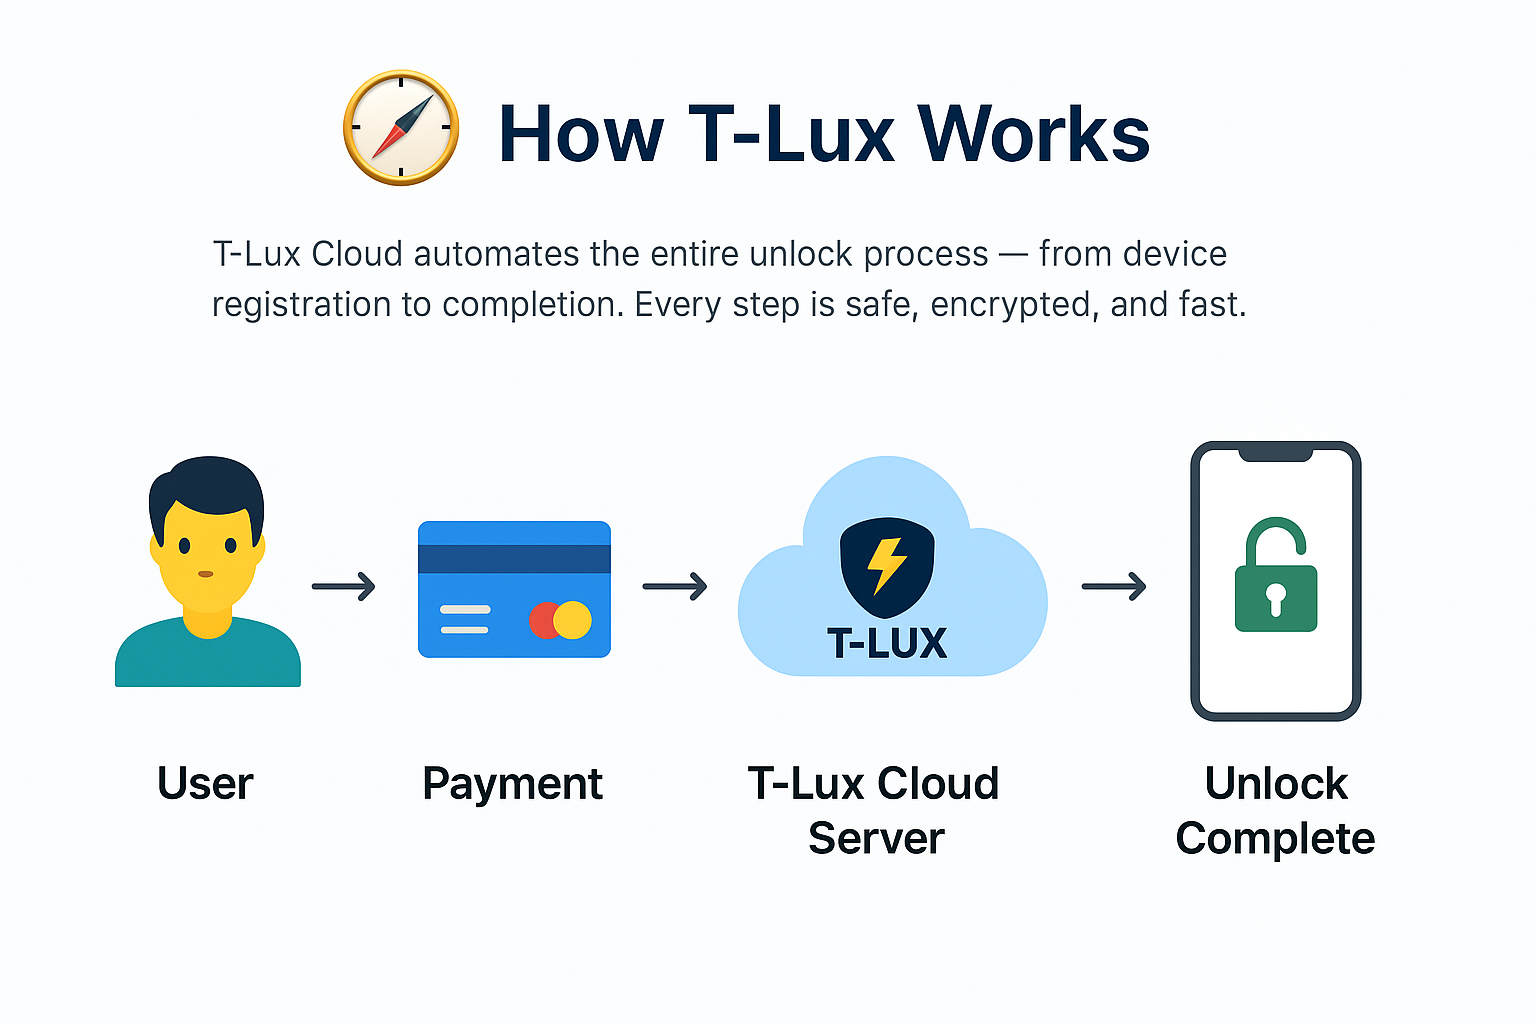 How T-Lux Works
T-Lux Cloud automates the entire unlock process — from device
registration to completion. Every step is safe, encrypted, and fast.
T-LUX
User
Payment
T-Lux Cloud
Server
Unlock
Complete